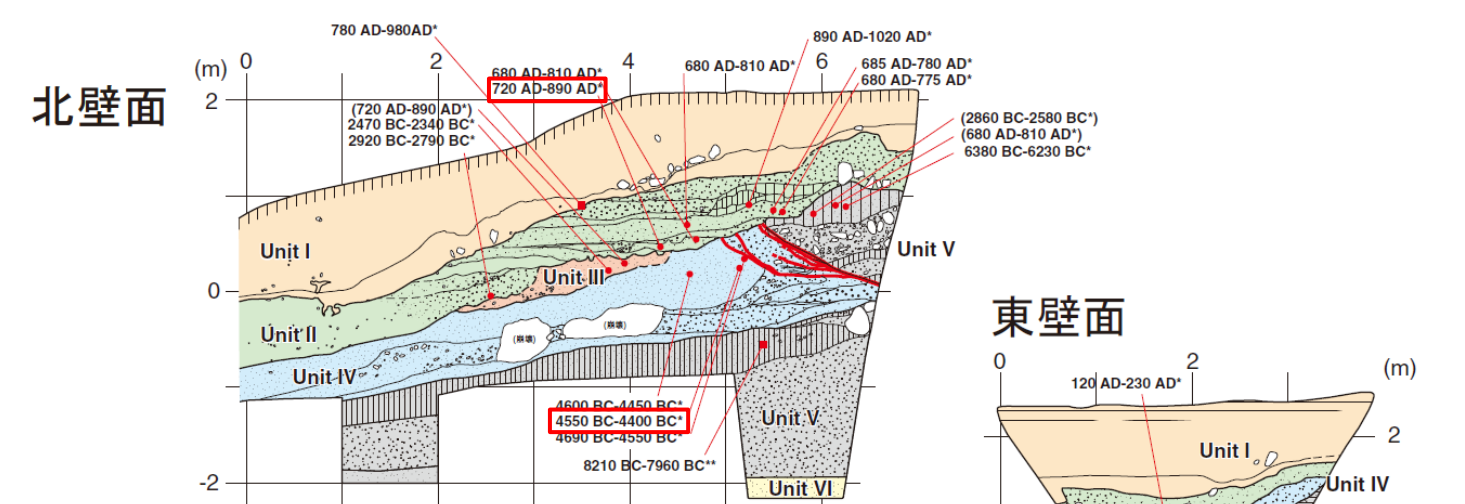 780 AD-980AD*
890 AD-1020 AD*
(m) 0 2 4 6
680 AD-810 AD*
680 AD-810 AD*
685 AD-780 AD*
680 AD-775 AD*
720 AD-890 AD*
北壁面
2
(720 AD-890 AD*)
2470 BC-2340 BC*
2920 BC-2790 BC*
(2860 BC-2580 BC*)
(680 AD-810 AD*)
6380 BC-6230 BC*
Unit I
Unit V
Unit III
0
Unit II
(崩壊)
(崩壊)
Unit IV
4600 BC-4450 BC*
4550 BC-4400 BC*
4690 BC-4550 BC*
Unit V
8210 BC-7960 BC**
-2
Unit VI
東壁面
0 2 (m)
120 AD-230 AD*
2
Unit I
Unit IV